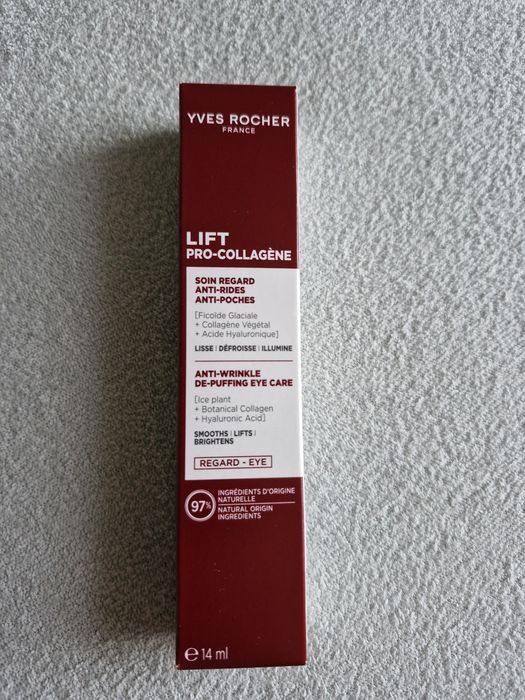 YVES ROCHER
FRANCE
LIFT
PRO-COLLAGÈNE
SOIN REGARD
ANTI-RIDES
ANTI-POCHES
[Ficoïde Glaciale
+ Collagène Végétal
+ Acide Hyaluronique]
LISSE | DÉFROISSE | ILLUMINE
ANTI-WRINKLE
DE-PUFFING EYE CARE
[Ice plant
+ Botanical Collagen
+ Hyaluronic Acid]
SMOOTHS | LIFTS |
BRIGHTENS
REGARD - EYE
97%
INGRÉDIENTS D'ORIGINE
NATURELLE
NATURAL ORIGIN
INGREDIENTS
℮ 14 ml